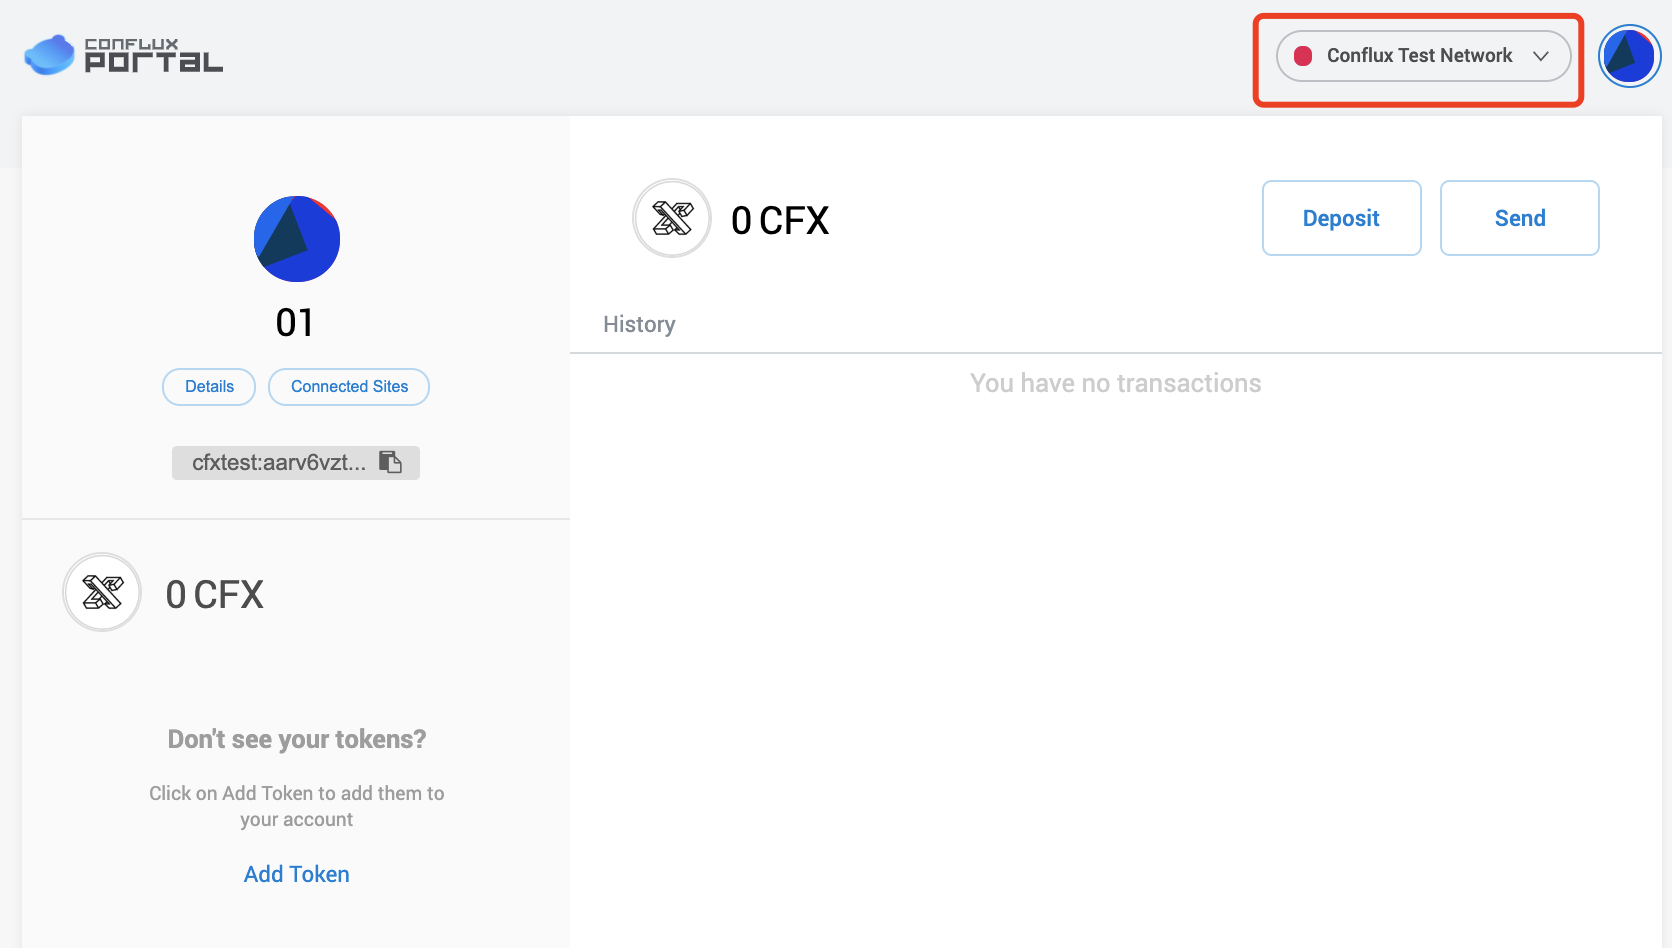 CONFLUX
PORTAL
Conflux Test Network
01
Details
Connected Sites
cfxtest:aarv6vzt...
0 CFX
Don't see your tokens?
Click on Add Token to add them to
your account
Add Token
0 CFX
Deposit
Send
History
You have no transactions